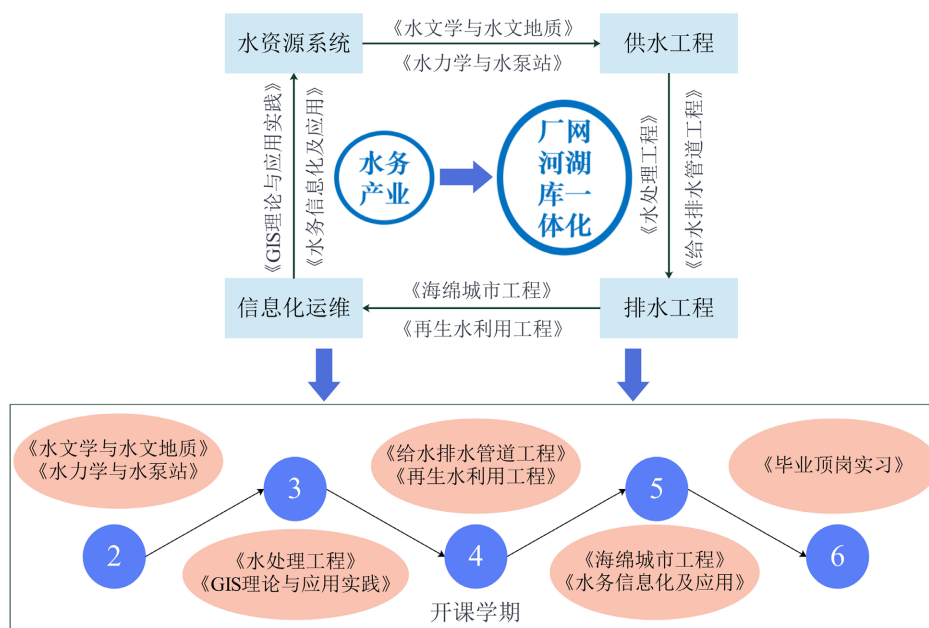 水资源系统
《水文学与水文地质》
《水力学与水泵站》
供水工程
《GIS理论与应用实践》
《水务信息化及应用》
水务
产业
厂网
河湖
库一
体化
《水处理工程》
《给水排水管道工程》
信息化运维
《海绵城市工程》
《再生水利用工程》
排水工程
《水文学与水文地质》
《水力学与水泵站》
《给水排水管道工程》
《再生水利用工程》
《毕业顶岗实习》
2
3
4
5
6
《水处理工程》
《GIS理论与应用实践》
《海绵城市工程》
《水务信息化及应用》
开课学期